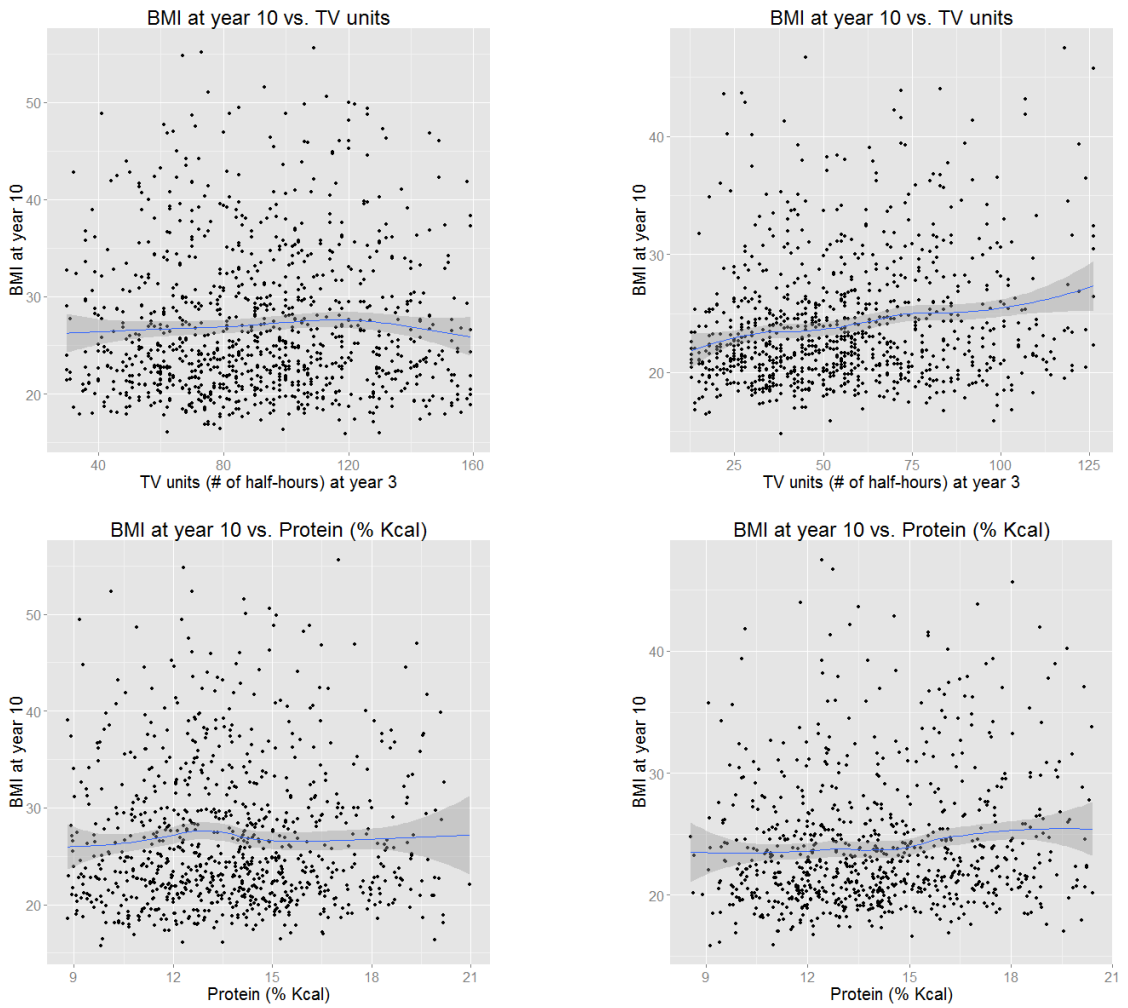 BMI at year 10 vs. TV units
BMI at year 10
50
40
30
20
40
80
120
160
TV units (# of half-hours) at year 3
BMI at year 10 vs. TV units
BMI at year 10
40
30
20
25
50
75
100
125
TV units (# of half-hours) at year 3
BMI at year 10 vs. Protein (% Kcal)
BMI at year 10
50
40
30
20
9
12
15
18
21
Protein (% Kcal)
BMI at year 10 vs. Protein (% Kcal)
BMI at year 10
40
30
20
9
12
15
18
21
Protein (% Kcal)